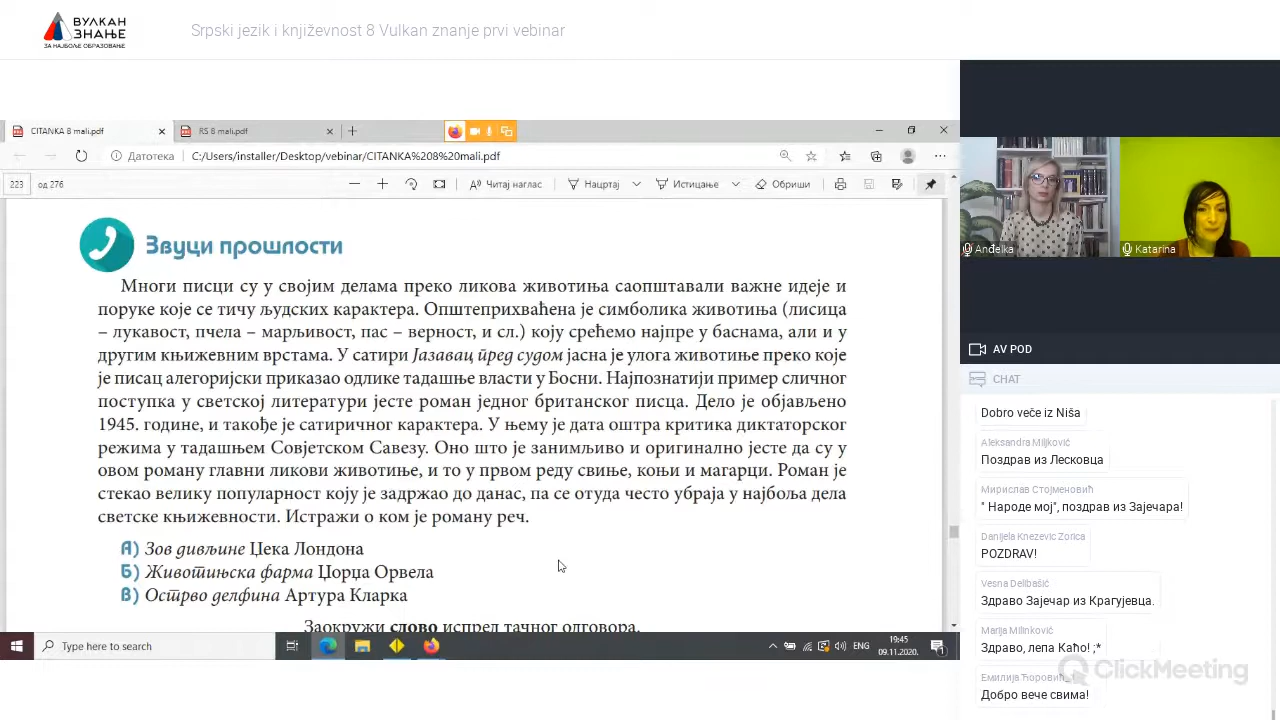 ВУЛКАН
ЗНАЊЕ
ЗА НАЈБОЉЕ ОБРАЗОВАЊЕ
Srpski jezik i književnost 8 Vulkan znanje prvi vebinar
CITANKA 8 mali.pdf
RS 8 mali.pdf
Датотека
C:/Users/installer/Desktop/vebinar/CITANKA%208%20mali.pdf
223 од 276
Читај наглас
Нацртај
Истицање
Обриши
Звуци прошлости
Многи писци су у својим делама преко ликова животиња саопштавали важне идеје и
поруке које се тичу људских карактера. Општеприхваћена је симболика животиња (лисица
– лукавост, пчела – марљивост, пас – верност, и сл.) коју срећемо најпре у баснама, али и у
другим књижевним врстама. У сатири Јазавац пред судом јасна је улога животиње преко које
је писац алегоријски приказао одлике тадашње власти у Босни. Најпознатији пример сличног
поступка у светској литератури јесте роман једног британског писца. Дело је објављено
1945. године, и такође је сатиричног карактера. У њему је дата оштра критика диктаторског
режима у тадашњем Совјетском Савезу. Оно што је занимљиво и оригинално јесте да су у
овом роману главни ликови животиње, и то у првом реду свиње, коњи и магарци. Роман је
стекао велику популарност коју је задржао до данас, па се отуда често убраја у најбоља дела
светске књижевности. Истражи о ком је роману реч.
А) Зов дивљине Џека Лондона
Б) Животињска фарма Џорџа Орвела
В) Острво делфина Артура Кларка
Заокружи слово испред тачног одговора.
Type here to search
ENG
19:45
09.11.2020.
1
Anđelka
Katarina
AV POD
CHAT
Dobro veče iz Niša
Aleksandra Miljković
Поздрав из Лесковца
Мирислав Стојменовић
" Народе мој", поздрав из Зајечара!
Danijela Knezevic Zorica
POZDRAV!
Vesna Delibašić
Здраво Зајечар из Крагујевца.
Marija Milinković
Здраво, лепа Каћо! ;*
Емилија Ћоровић_1
Добро вече свима!
ClickMeeting